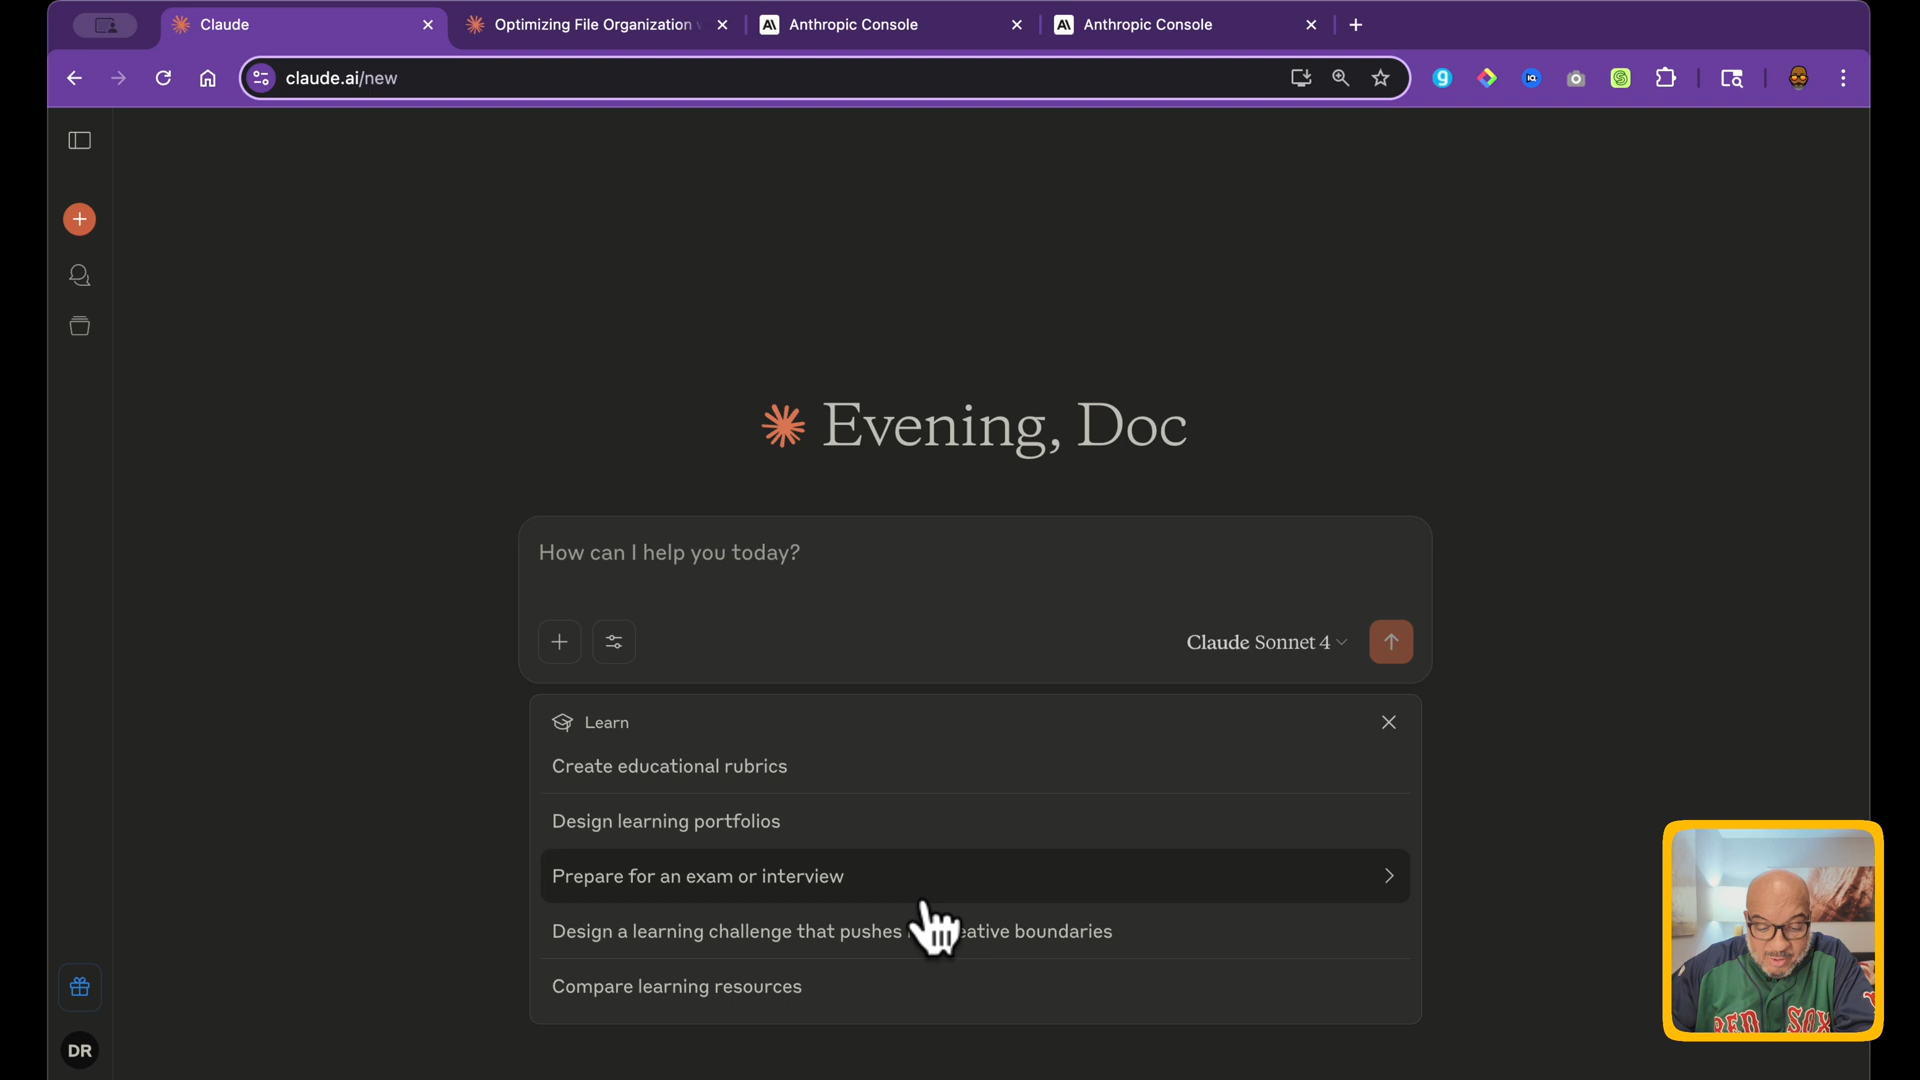 Claude
Optimizing File Organization
Anthropic Console
Anthropic Console
claude.ai/new
Evening, Doc
How can I help you today?
Claude Sonnet 4
Learn
Create educational rubrics
Design learning portfolios
Prepare for an exam or interview
Design a learning challenge that pushes boundaries
Compare learning resources
DR
RED SOX